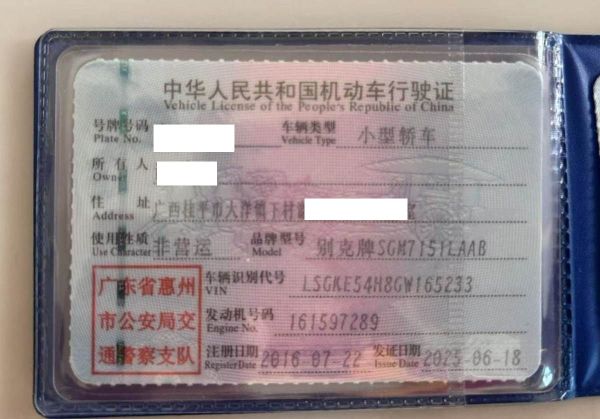 中华人民共和国机动车行驶证
Vehicle License of the People's Republic of China
号牌号码 车辆类型 小型轿车
Plate No. Vehicle Type
所有人
Owner
住址 广西桂平市大洋镇下村
Address
使用性质 非营运 品牌型号 别克牌SGM7151LAAB
Use Character Model
广东省惠州 车辆识别代号 LSGKE54H8GW165233
VIN
市公安局交 发动机号码 161597289
Engine No.
通警察支队 注册日期 2016-07-22 发证日期 2025-06-18
Register Date Issue Date